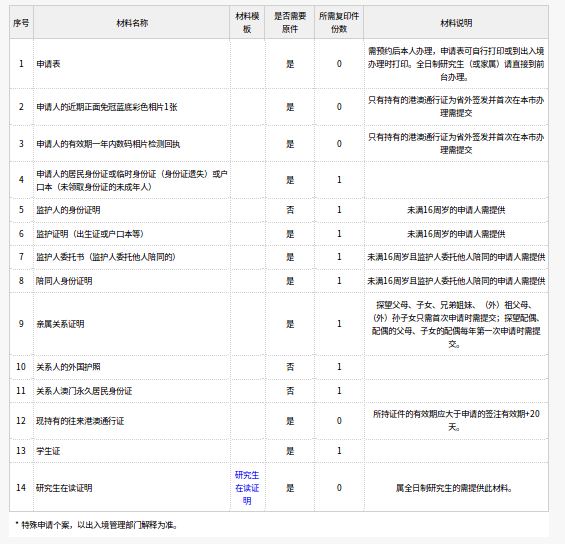 序号 材料名称 材料模板 是否需要原件 所需复印件份数 材料说明
1 申请表 是 0 需预约后本人办理，申请表可自行打印或到出入境办理时打印。全日制研究生（或家属）请直接到前台办理。
2 申请人的近期正面免冠蓝底彩色相片1张 是 0 只有持有的港澳通行证为省外签发并首次在本市办理需提交
3 申请人的有效期一年内数码相片检测回执 是 0 只有持有的港澳通行证为省外签发并首次在本市办理需提交
4 申请人的居民身份证或临时身份证（身份证遗失）或户口本（未领取身份证的未成年人） 是 1
5 监护人的身份证明 否 1 未满16周岁的申请人需提供
6 监护证明（出生证或户口本等） 是 1 未满16周岁的申请人需提供
7 监护人委托书（监护人委托他人陪同的） 是 1 未满16周岁且监护人委托他人陪同的申请人需提供
8 陪同人身份证明 是 1 未满16周岁且监护人委托他人陪同的申请人需提供
9 亲属关系证明 是 1 探望父母、子女、兄弟姐妹、（外）祖父母、（外）孙子女只需首次申请时需提交；探望配偶、配偶的父母、子女的配偶每年第一次申请时需提交。
10 关系人的外国护照 否 1
11 关系人澳门永久居民身份证 否 1
12 现持有的往来港澳通行证 是 0 所持证件的有效期应大于申请的签注有效期+20天。
13 学生证 是 1
14 研究生在读证明 研究生在读证明 是 0 属全日制研究生的需提供此材料。
* 特殊申请个案，以出入境管理部门解释为准。